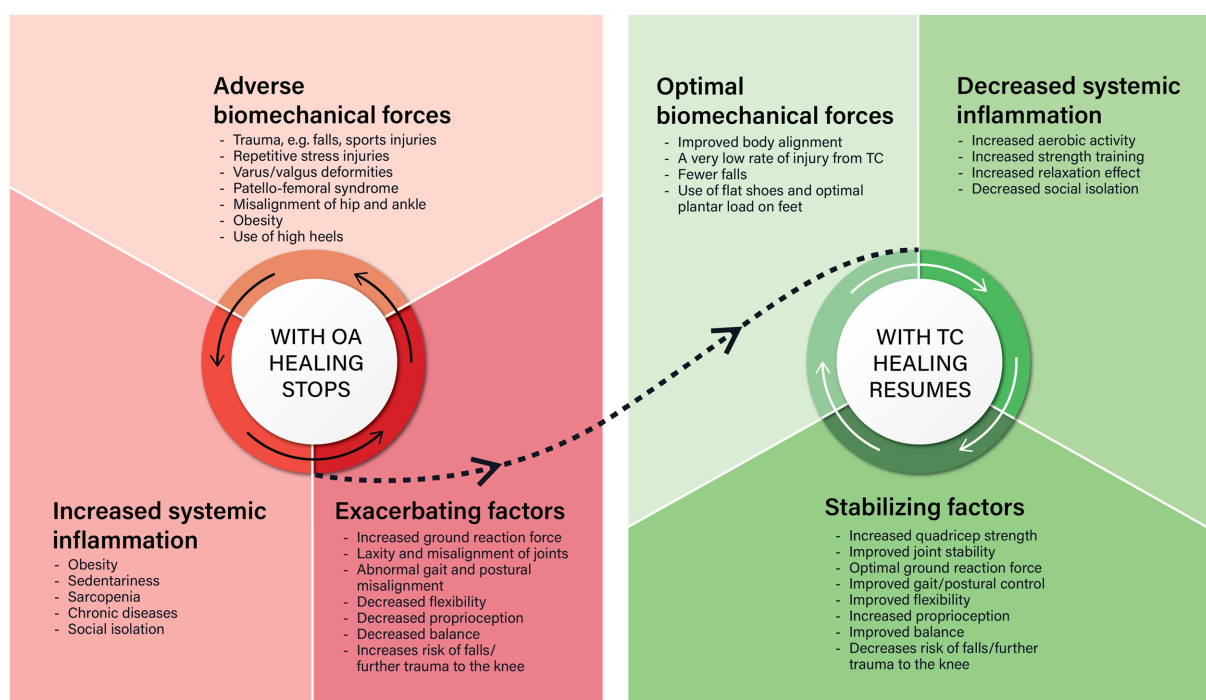 Adverse
biomechanical forces
- Trauma, e.g. falls, sports injuries
- Repetitive stress injuries
- Varus/valgus deformities
- Patello-femoral syndrome
- Misalignment of hip and ankle
- Obesity
- Use of high heels
WITH OA
HEALING
STOPS
Increased systemic
inflammation
- Obesity
- Sedentariness
- Sarcopenia
- Chronic diseases
- Social isolation
Exacerbating factors
- Increased ground reaction force
- Laxity and misalignment of joints
- Abnormal gait and postural
misalignment
- Decreased flexibility
- Decreased proprioception
- Decreased balance
- Increases risk of falls/
further trauma to the knee
Optimal
biomechanical forces
- Improved body alignment
- A very low rate of injury from TC
- Fewer falls
- Use of flat shoes and optimal
plantar load on feet
Decreased systemic
inflammation
- Increased aerobic activity
- Increased strength training
- Increased relaxation effect
- Decreased social isolation
WITH TC
HEALING
RESUMES
Stabilizing factors
- Increased quadricep strength
- Improved joint stability
- Optimal ground reaction force
- Improved gait/postural control
- Improved flexibility
- Increased proprioception
- Improved balance
- Decreases risk of falls/further
trauma to the knee